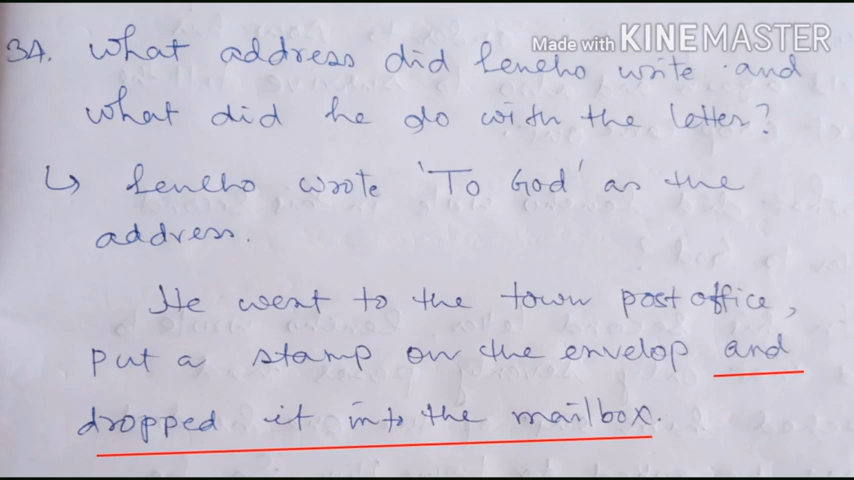 Made with KINEMASTER
34. What address did Lencho write and
what did he do with the letter?
↳ Lencho wrote 'To God' as the
address.
He went to the town post office,
put a stamp on the envelop and
dropped it into the mailbox.